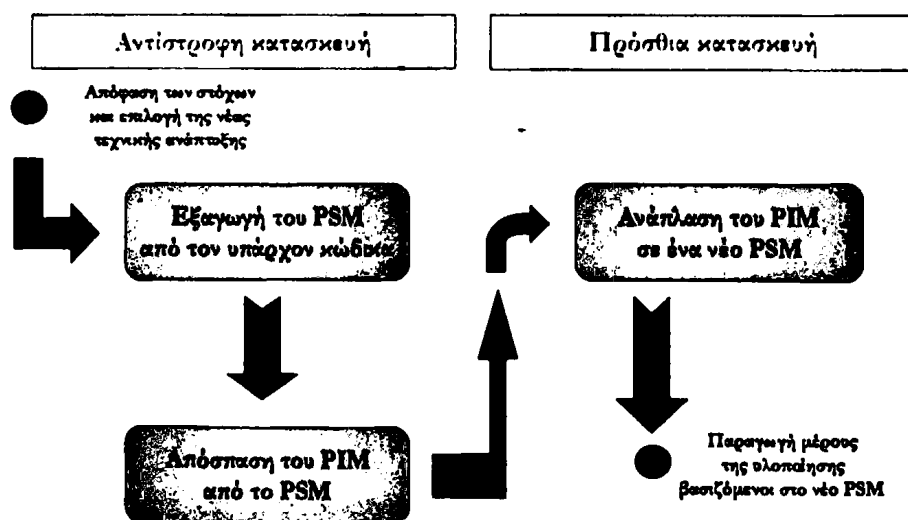 Αντίστροφη κατασκευή
Πρόσθια κατασκευή
Απόφαση των στόχων
και επιλογή της νέας
τεχνικής ανάπτυξης
Εξαγωγή του PSM
από τον υπάρχον κώδικα
Απόσπαση του PIM
από το PSM
Ανάπλαση του PIM
σε ένα νέο PSM
Παραγωγή μέρους
της υλοποίησης
βασιζόμενοι στο νέο PSM